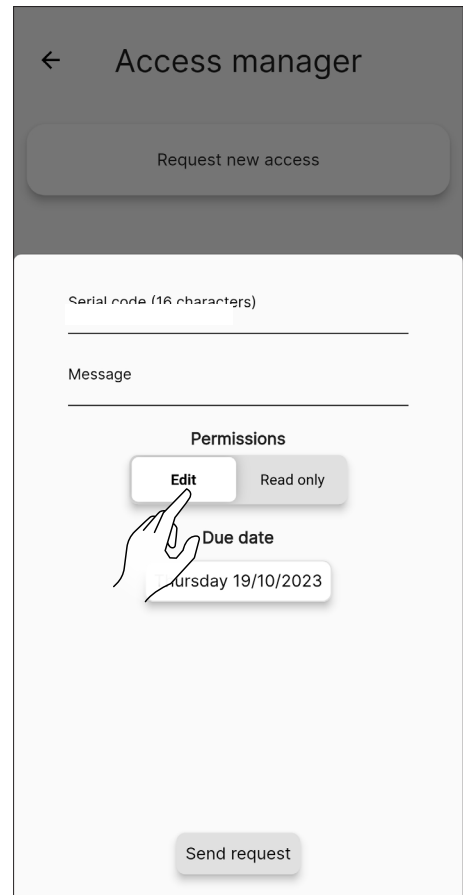 Access manager
Request new access
Serial code (16 characters)
Message
Permissions
Edit Read only
Due date
Thursday 19/10/2023
Send request